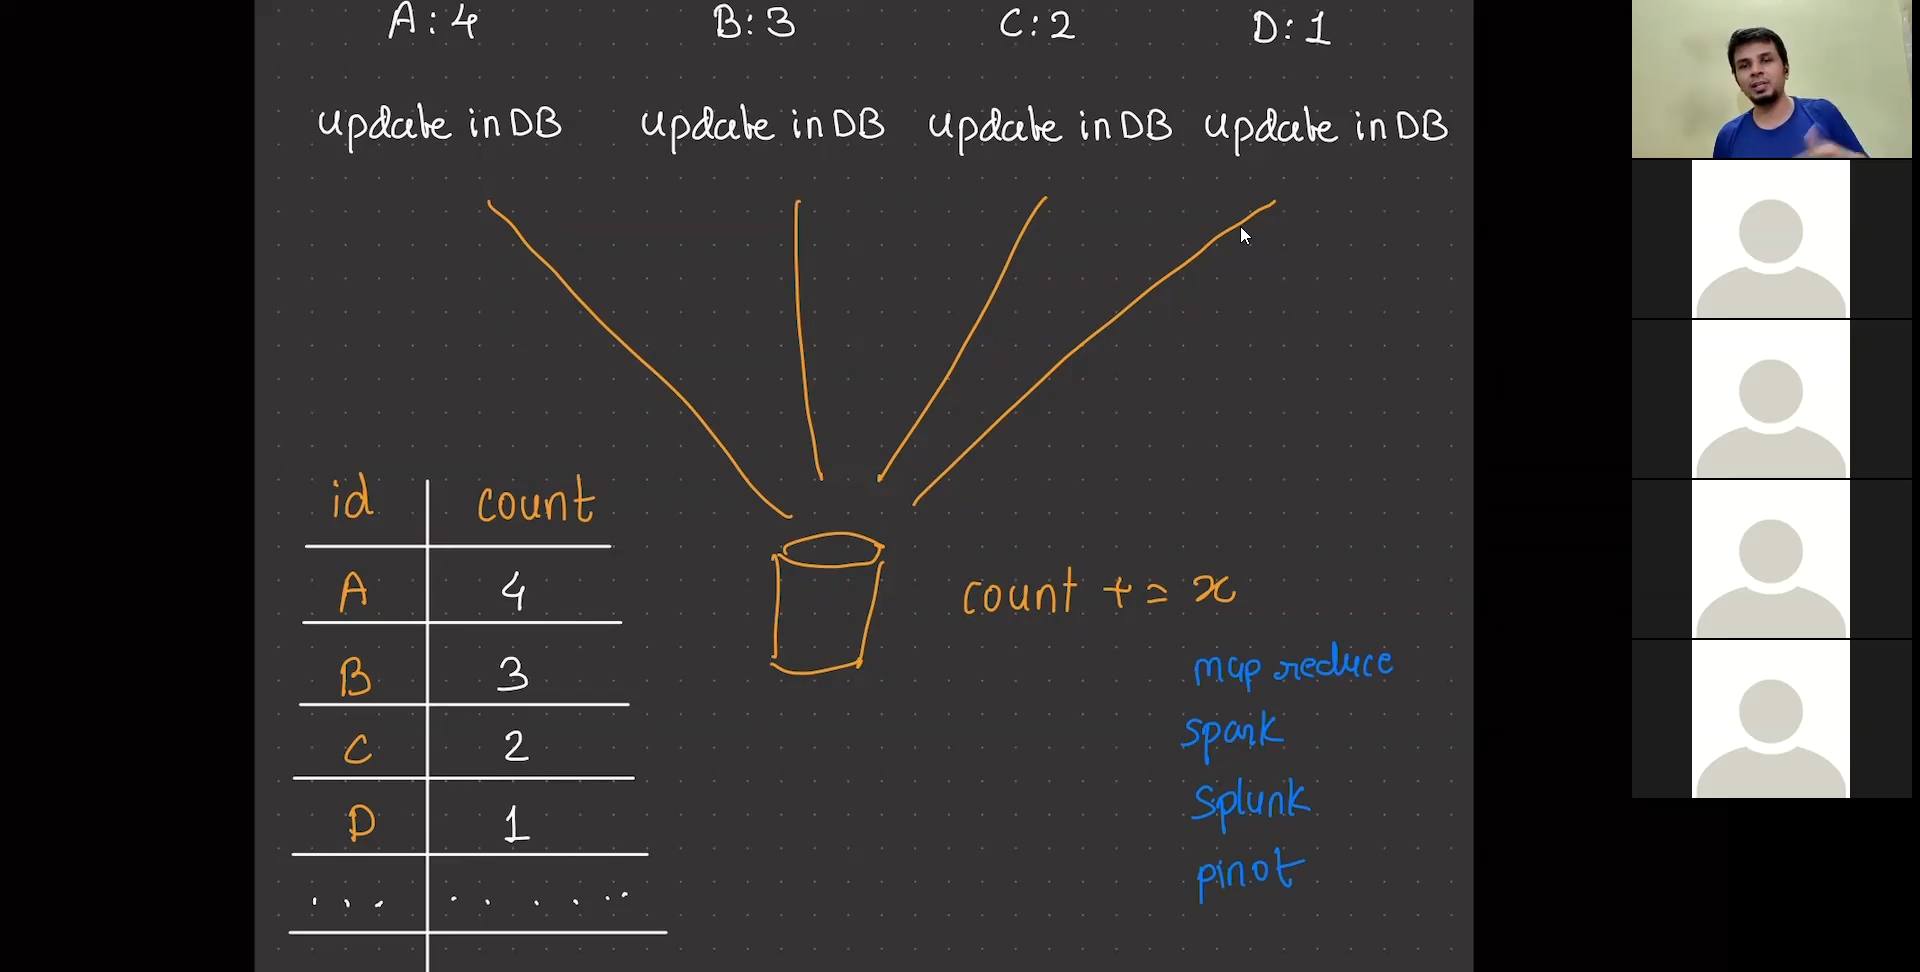 A:4 B:3 C:2 D:1
update in DB update in DB update in DB update in DB
id count
A 4
B 3
C 2
D 1
... .....
count += x
map reduce
spark
splunk
pinot